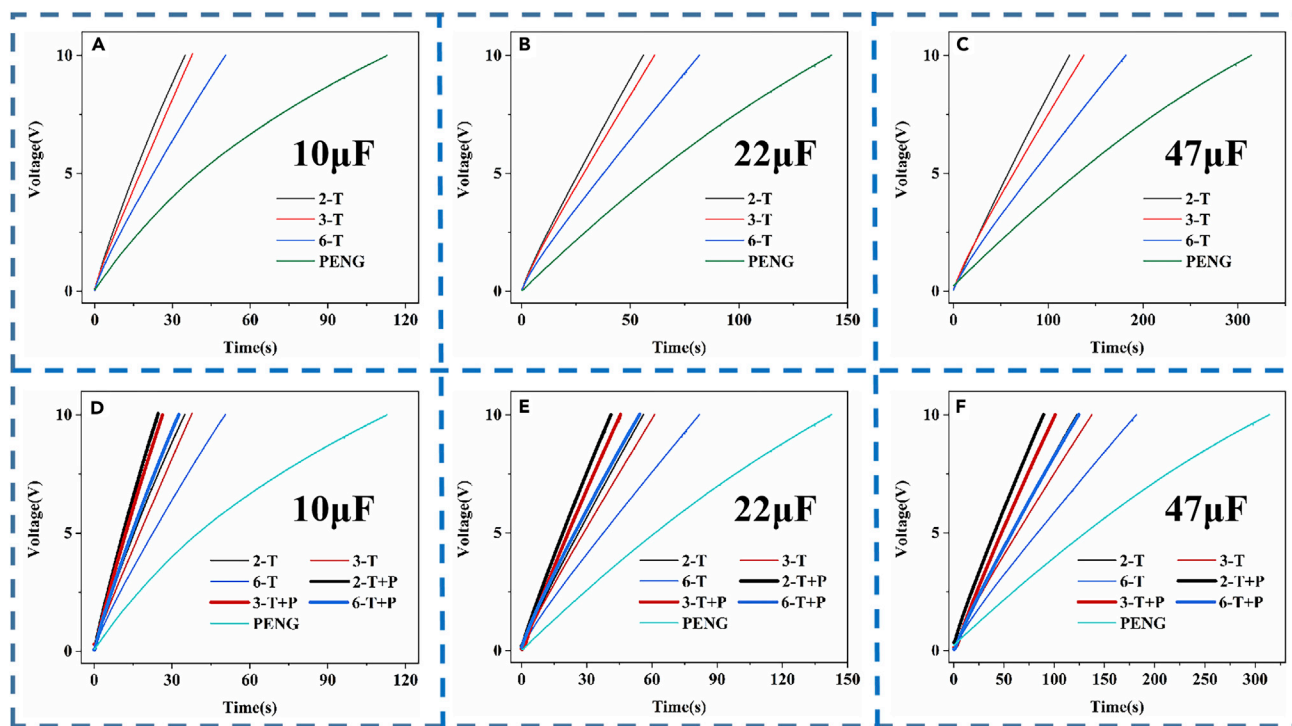 A
10
5
0
Voltage(V)
10μF
2-T
3-T
6-T
PENG
0 30 60 90 120
Time(s)
B
10
5
0
Voltage(V)
22μF
2-T
3-T
6-T
PENG
0 50 100 150
Time(s)
C
10
5
0
Voltage(V)
47μF
2-T
3-T
6-T
PENG
0 100 200 300
Time(s)
D
10
5
0
Voltage(V)
10μF
2-T 3-T
6-T 2-T+P
3-T+P 6-T+P
PENG
0 30 60 90 120
Time(s)
E
10
5
0
Voltage(V)
22μF
2-T 3-T
6-T 2-T+P
3-T+P 6-T+P
PENG
0 30 60 90 120 150
Time(s)
F
10
5
0
Voltage(V)
47μF
2-T 3-T
6-T 2-T+P
3-T+P 6-T+P
PENG
0 50 100 150 200 250 300
Time(s)